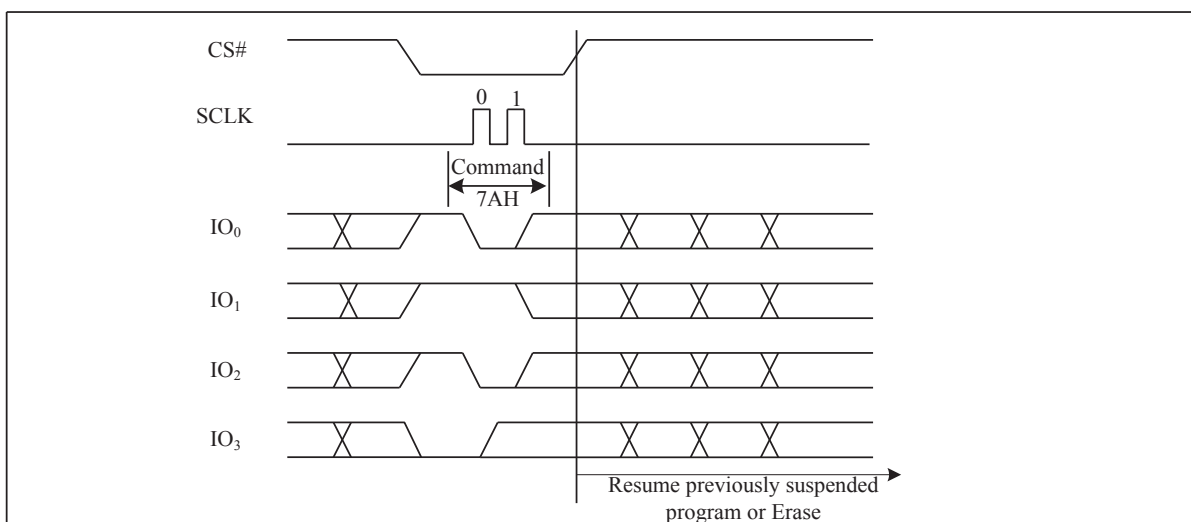 CS#
0 1
SCLK
Command
7AH
IO₀
IO₁
IO₂
IO₃
Resume previously suspended
program or Erase